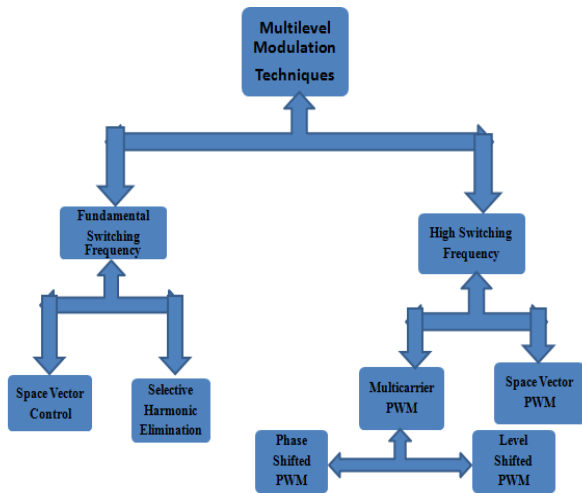 Multilevel
Modulation
Techniques
Fundamental
Switching
Frequency
High Switching
Frequency
Space Vector
Control
Selective
Harmonic
Elimination
Multicarrier
PWM
Space Vector
PWM
Phase
Shifted
PWM
Level
Shifted
PWM